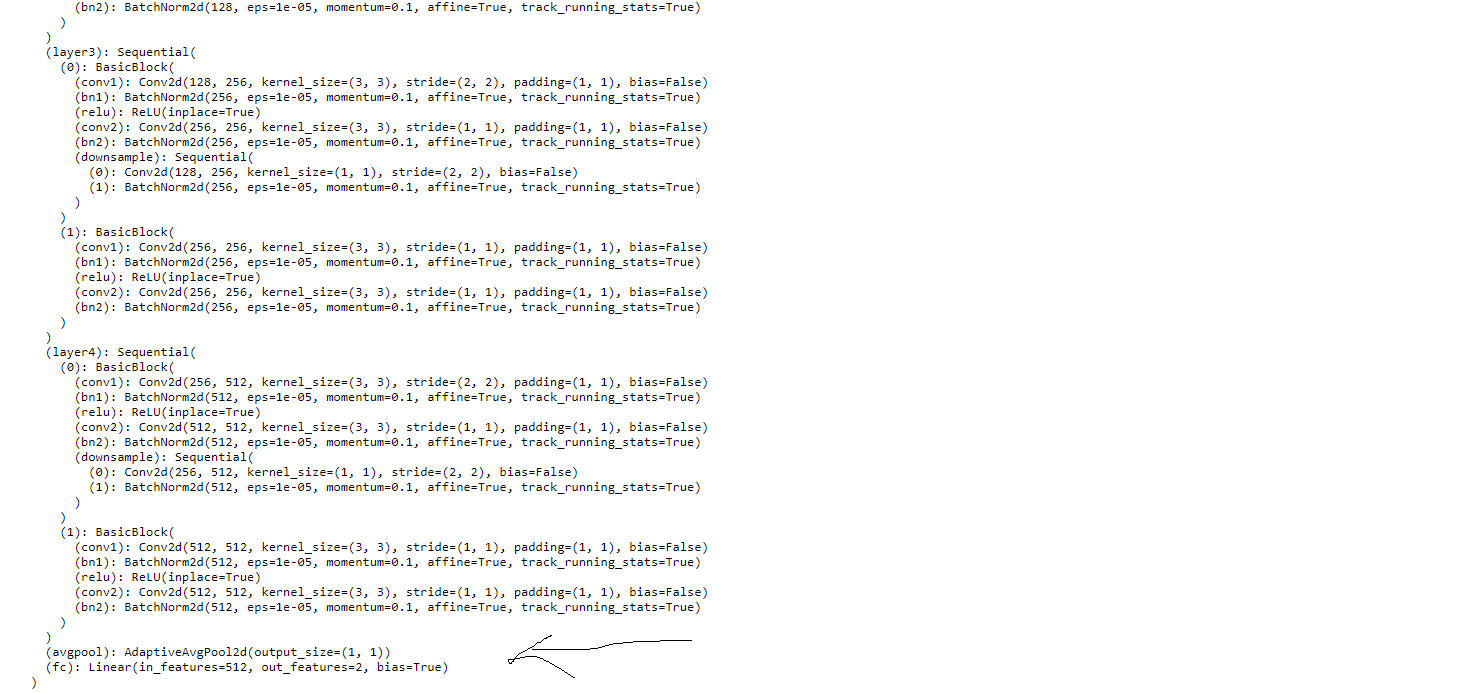 (bn2): BatchNorm2d(128, eps=1e-05, momentum=0.1, affine=True, track_running_stats=True)
)
)
(layer3): Sequential(
(0): BasicBlock(
(conv1): Conv2d(128, 256, kernel_size=(3, 3), stride=(2, 2), padding=(1, 1), bias=False)
(bn1): BatchNorm2d(256, eps=1e-05, momentum=0.1, affine=True, track_running_stats=True)
(relu): ReLU(inplace=True)
(conv2): Conv2d(256, 256, kernel_size=(3, 3), stride=(1, 1), padding=(1, 1), bias=False)
(bn2): BatchNorm2d(256, eps=1e-05, momentum=0.1, affine=True, track_running_stats=True)
(downsample): Sequential(
(0): Conv2d(128, 256, kernel_size=(1, 1), stride=(2, 2), bias=False)
(1): BatchNorm2d(256, eps=1e-05, momentum=0.1, affine=True, track_running_stats=True)
)
)
(1): BasicBlock(
(conv1): Conv2d(256, 256, kernel_size=(3, 3), stride=(1, 1), padding=(1, 1), bias=False)
(bn1): BatchNorm2d(256, eps=1e-05, momentum=0.1, affine=True, track_running_stats=True)
(relu): ReLU(inplace=True)
(conv2): Conv2d(256, 256, kernel_size=(3, 3), stride=(1, 1), padding=(1, 1), bias=False)
(bn2): BatchNorm2d(256, eps=1e-05, momentum=0.1, affine=True, track_running_stats=True)
)
)
(layer4): Sequential(
(0): BasicBlock(
(conv1): Conv2d(256, 512, kernel_size=(3, 3), stride=(2, 2), padding=(1, 1), bias=False)
(bn1): BatchNorm2d(512, eps=1e-05, momentum=0.1, affine=True, track_running_stats=True)
(relu): ReLU(inplace=True)
(conv2): Conv2d(512, 512, kernel_size=(3, 3), stride=(1, 1), padding=(1, 1), bias=False)
(bn2): BatchNorm2d(512, eps=1e-05, momentum=0.1, affine=True, track_running_stats=True)
(downsample): Sequential(
(0): Conv2d(256, 512, kernel_size=(1, 1), stride=(2, 2), bias=False)
(1): BatchNorm2d(512, eps=1e-05, momentum=0.1, affine=True, track_running_stats=True)
)
)
(1): BasicBlock(
(conv1): Conv2d(512, 512, kernel_size=(3, 3), stride=(1, 1), padding=(1, 1), bias=False)
(bn1): BatchNorm2d(512, eps=1e-05, momentum=0.1, affine=True, track_running_stats=True)
(relu): ReLU(inplace=True)
(conv2): Conv2d(512, 512, kernel_size=(3, 3), stride=(1, 1), padding=(1, 1), bias=False)
(bn2): BatchNorm2d(512, eps=1e-05, momentum=0.1, affine=True, track_running_stats=True)
)
)
(avgpool): AdaptiveAvgPool2d(output_size=(1, 1))
(fc): Linear(in_features=512, out_features=2, bias=True)
)